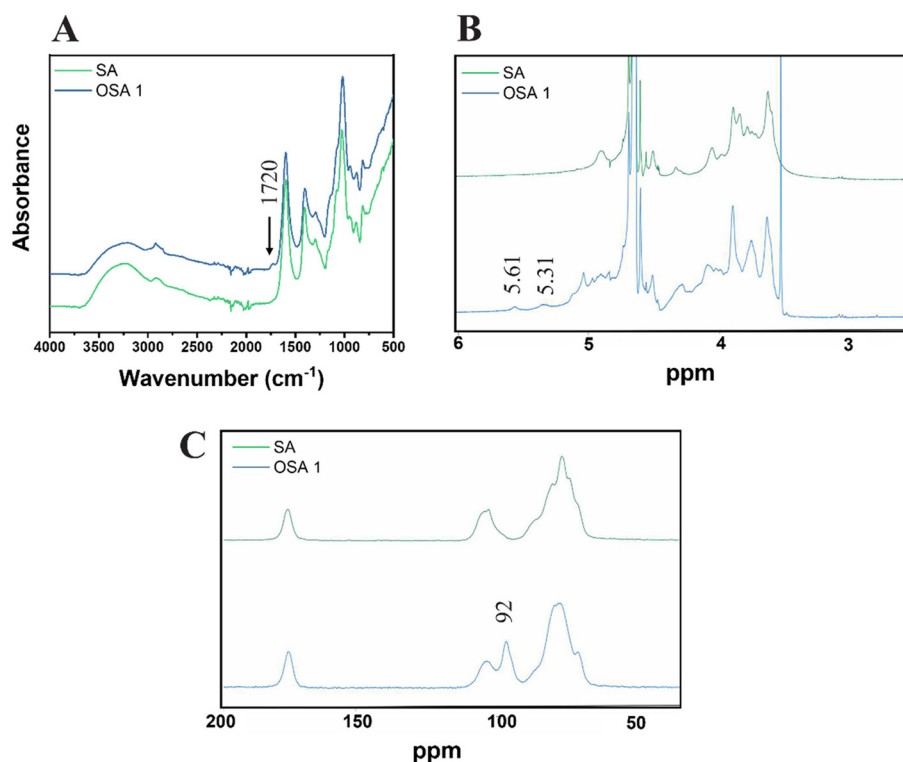 A
SA
OSA 1
1720
Absorbance
4000 3500 3000 2500 2000 1500 1000 500
Wavenumber (cm-1)
B
SA
OSA 1
5.61
5.31
6 5 4 3
ppm
C
SA
OSA 1
92
200 150 100 50
ppm